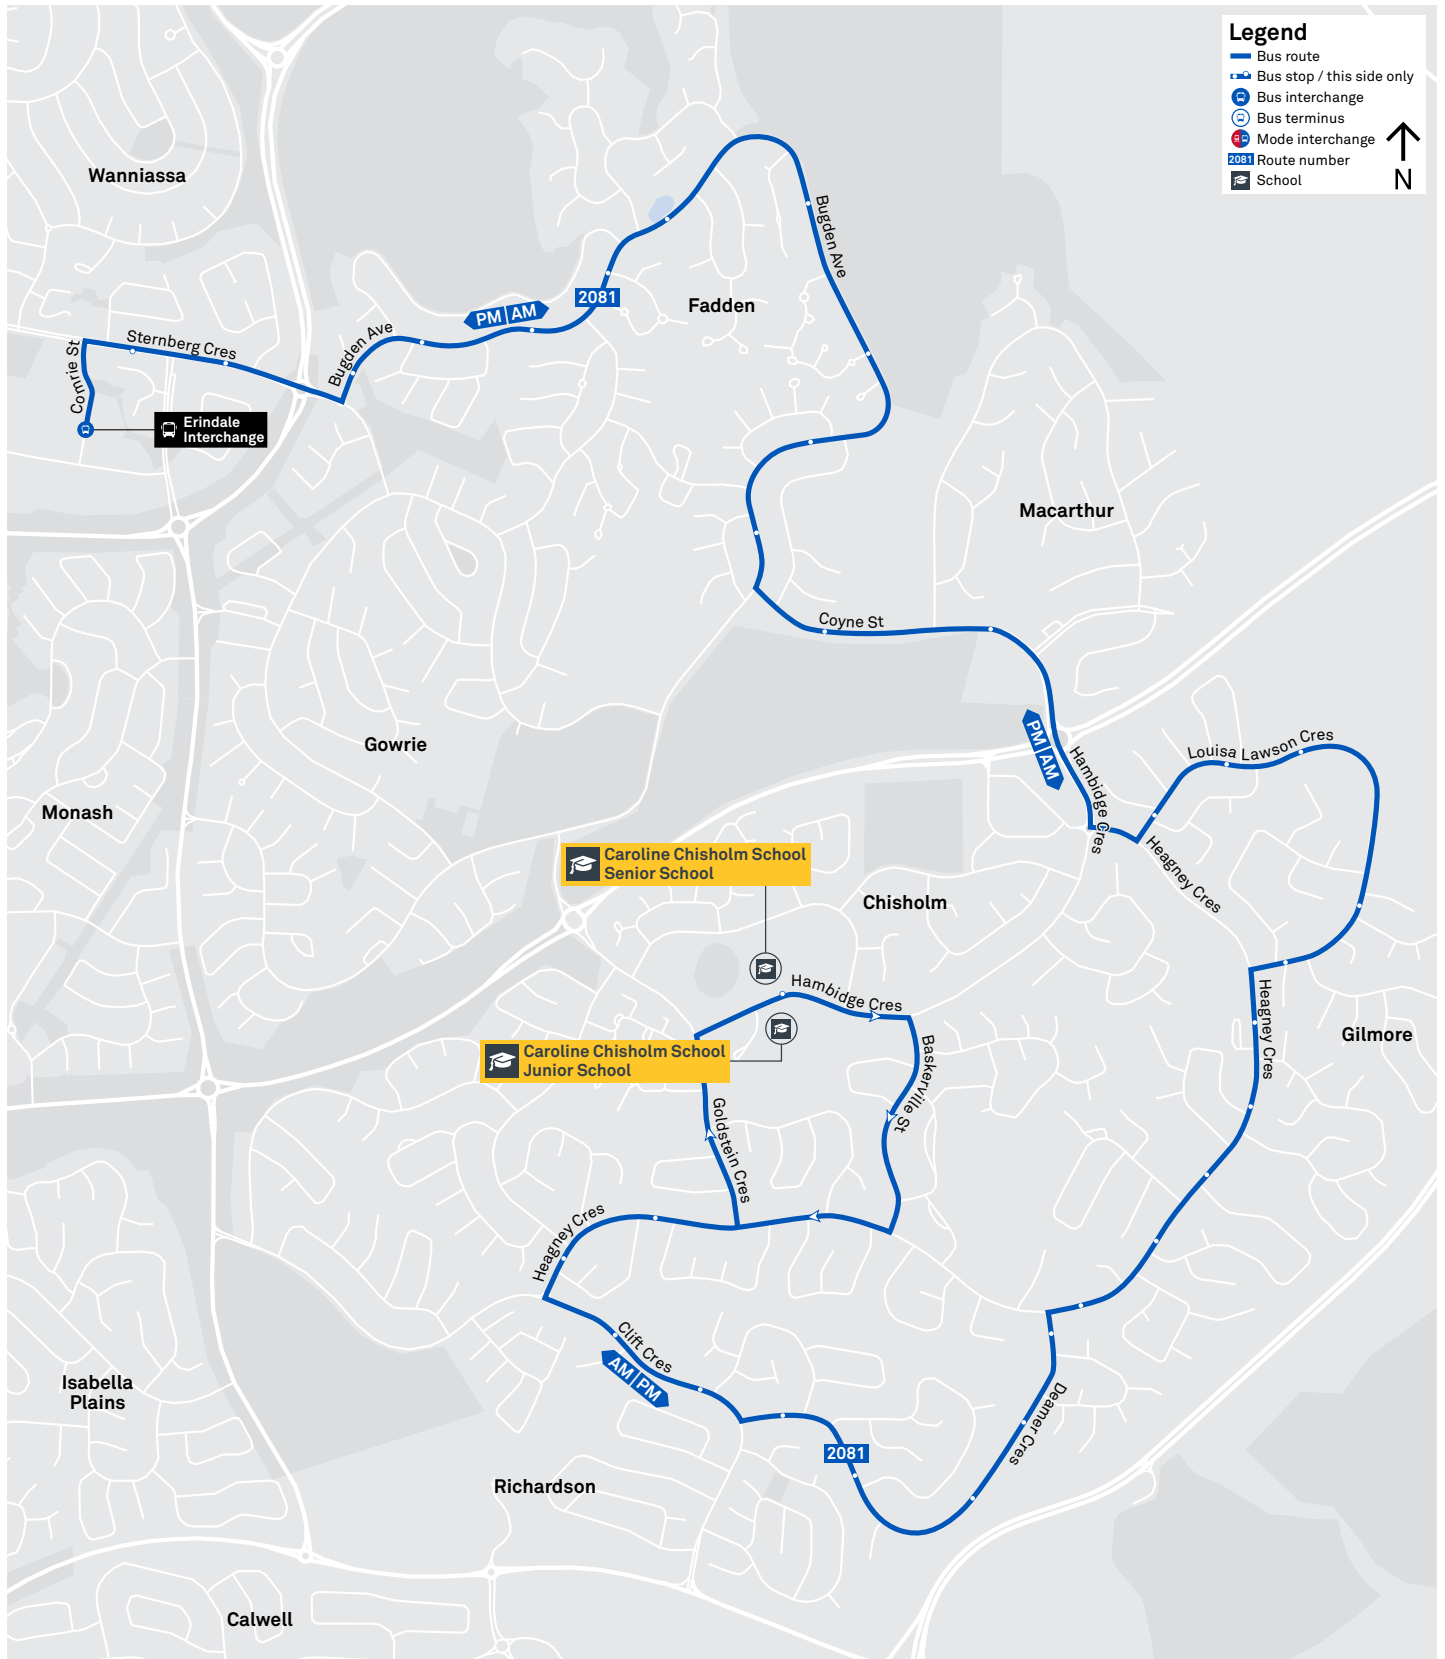 Legend
Bus route
Bus stop / this side only
Bus interchange
Bus terminus
Mode interchange
2081 Route number
School
N
Wanniassa
Bugden Ave
2081
Fadden
PM | AM
Sternberg Cres
Bugden Ave
Comrie St
Erindale
Interchange
Macarthur
Coyne St
PM | AM
Hambidge Cres
Louisa Lawson Cres
Heagney Cres
Gowrie
Monash
Caroline Chisholm School
Senior School
Chisholm
Hambidge Cres
Heagney Cres
Gilmore
Caroline Chisholm School
Junior School
Baskerville St
Goldstein Cres
Heagney Cres
Clift Cres
AM | PM
Isabella
Plains
Deamer Cres
2081
Richardson
Calwell